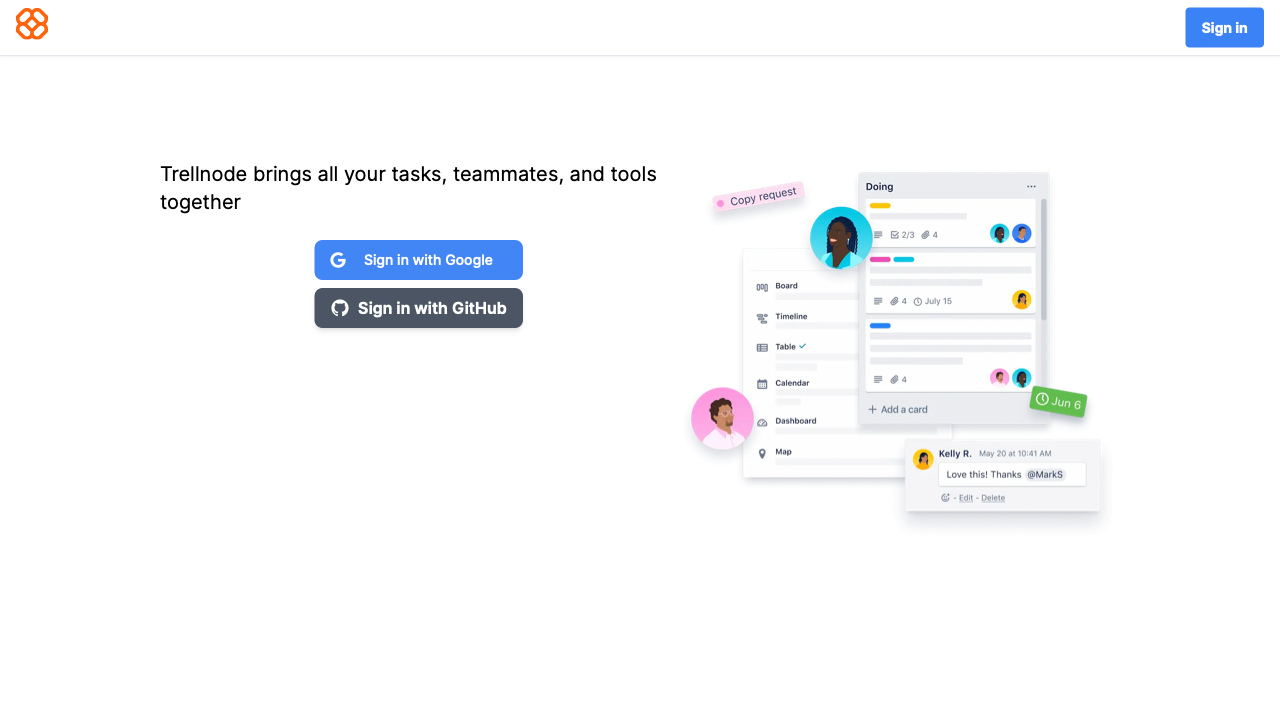 Sign in
Trellnode brings all your tasks, teammates, and tools
together
Sign in with Google
Sign in with GitHub
Copy request
Doing
2/3 4
4 July 15
4
Add a card
Board
Timeline
Table
Calendar
Dashboard
Map
Jun 6
Kelly R. May 20 at 10:41 AM
Love this! Thanks @MarkS
- Edit - Delete